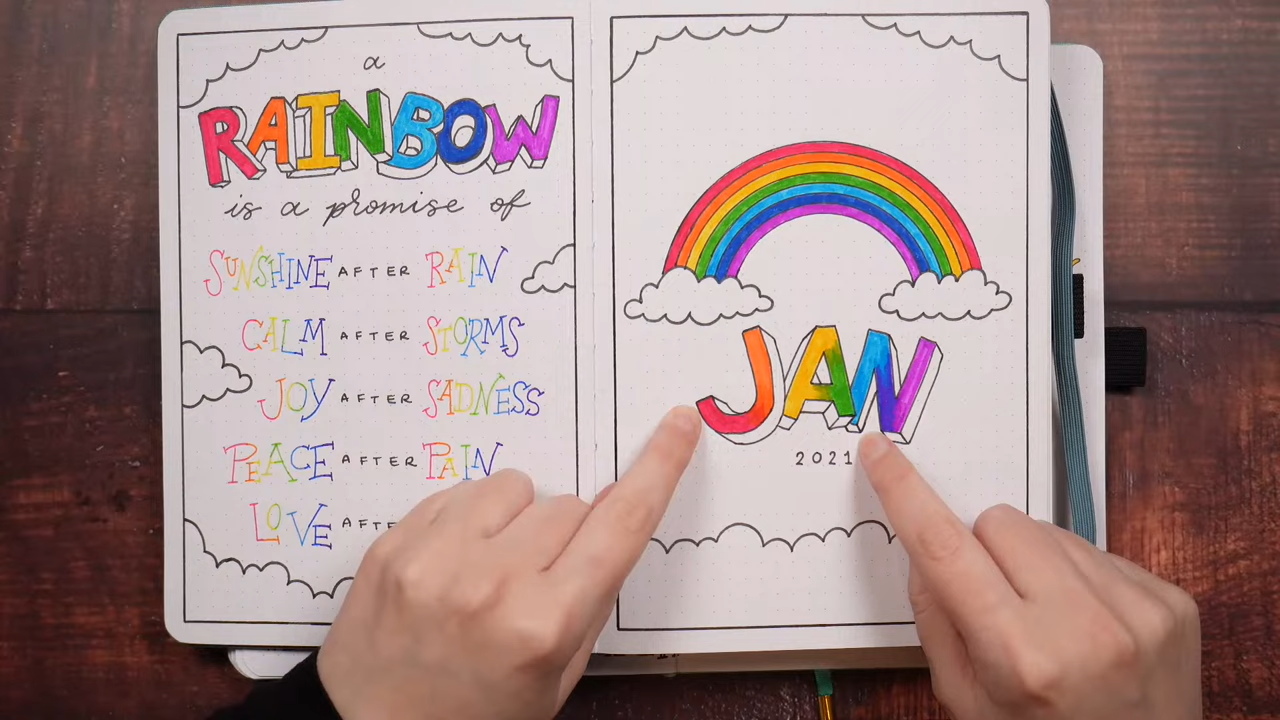 a
RAINBOW
is a promise of
SUNSHINE AFTER RAIN
CALM AFTER STORMS
JOY AFTER SADNESS
PEACE AFTER PAIN
LOVE
JAN
2021